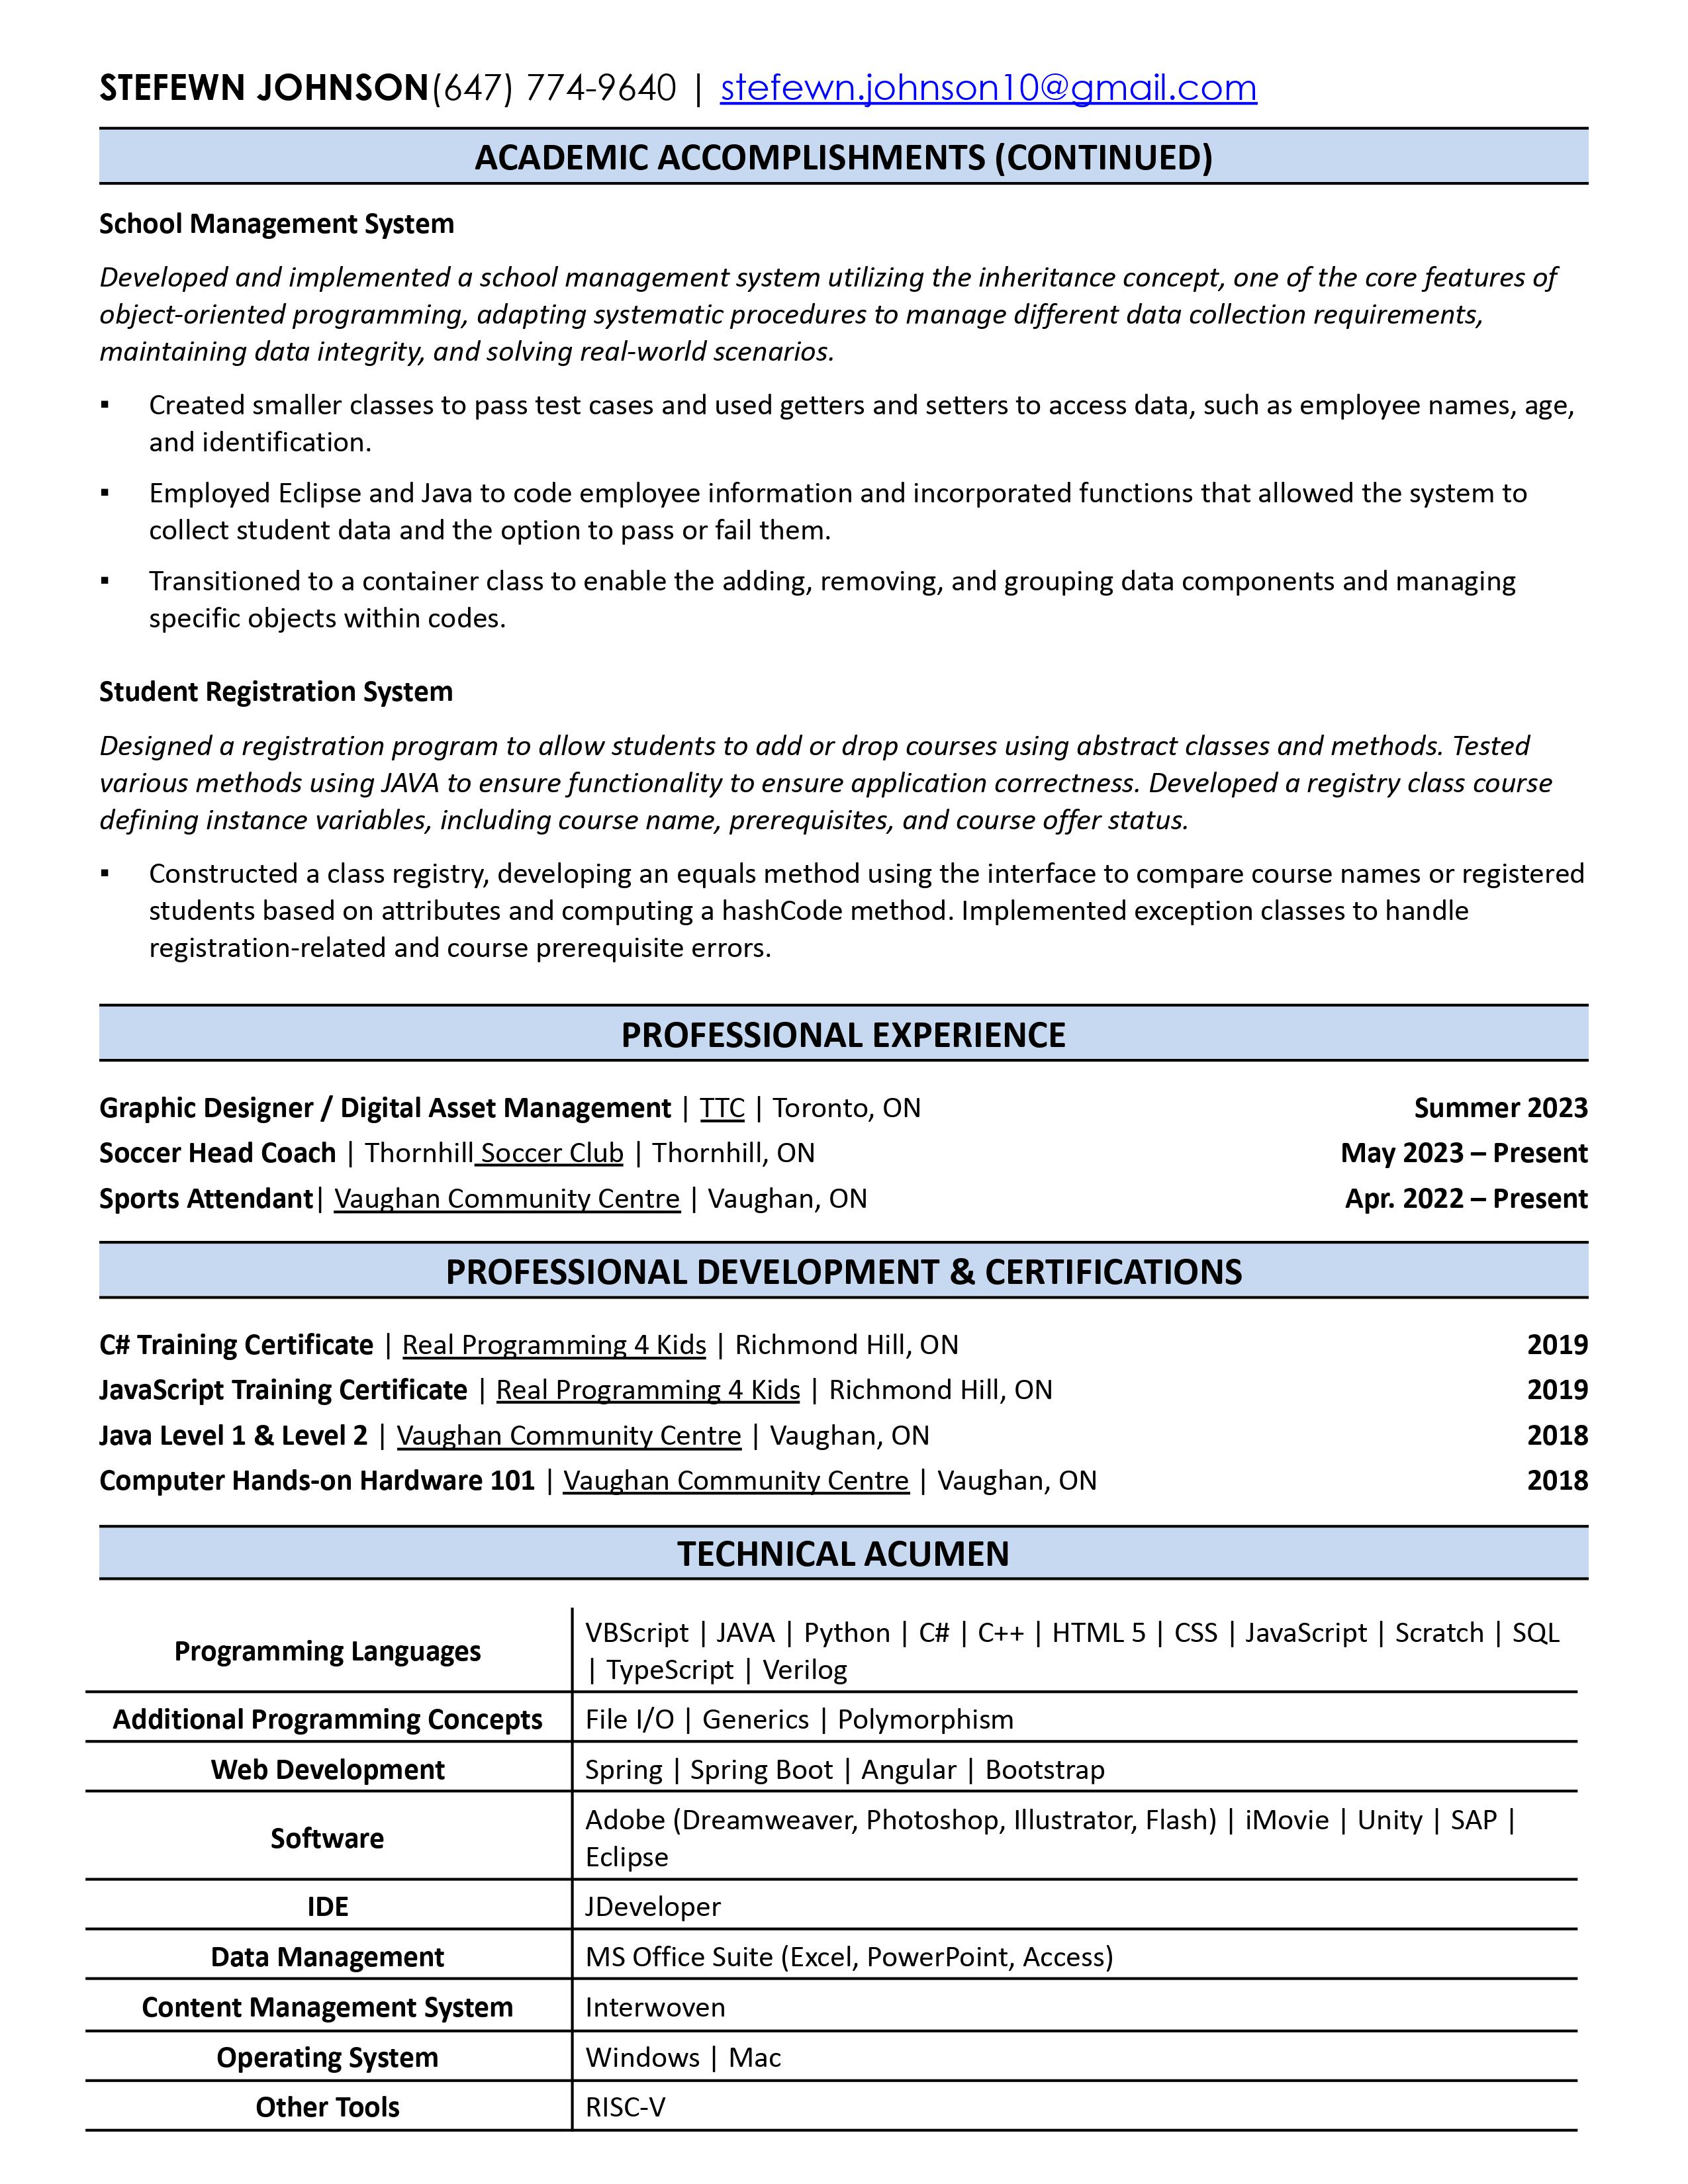 STEFEWN JOHNSON(647) 774-9640 | stefewn.johnson10@gmail.com
ACADEMIC ACCOMPLISHMENTS (CONTINUED)
School Management System
Developed and implemented a school management system utilizing the inheritance concept, one of the core features of
object-oriented programming, adapting systematic procedures to manage different data collection requirements,
maintaining data integrity, and solving real-world scenarios.
▪ Created smaller classes to pass test cases and used getters and setters to access data, such as employee names, age,
and identification.
▪ Employed Eclipse and Java to code employee information and incorporated functions that allowed the system to
collect student data and the option to pass or fail them.
▪ Transitioned to a container class to enable the adding, removing, and grouping data components and managing
specific objects within codes.
Student Registration System
Designed a registration program to allow students to add or drop courses using abstract classes and methods. Tested
various methods using JAVA to ensure functionality to ensure application correctness. Developed a registry class course
defining instance variables, including course name, prerequisites, and course offer status.
▪ Constructed a class registry, developing an equals method using the interface to compare course names or registered
students based on attributes and computing a hashCode method. Implemented exception classes to handle
registration-related and course prerequisite errors.
PROFESSIONAL EXPERIENCE
Graphic Designer / Digital Asset Management | TTC | Toronto, ON Summer 2023
Soccer Head Coach | Thornhill Soccer Club | Thornhill, ON May 2023 – Present
Sports Attendant| Vaughan Community Centre | Vaughan, ON Apr. 2022 – Present
PROFESSIONAL DEVELOPMENT & CERTIFICATIONS
C# Training Certificate | Real Programming 4 Kids | Richmond Hill, ON 2019
JavaScript Training Certificate | Real Programming 4 Kids | Richmond Hill, ON 2019
Java Level 1 & Level 2 | Vaughan Community Centre | Vaughan, ON 2018
Computer Hands-on Hardware 101 | Vaughan Community Centre | Vaughan, ON 2018
TECHNICAL ACUMEN
Programming Languages VBScript | JAVA | Python | C# | C++ | HTML 5 | CSS | JavaScript | Scratch | SQL
| TypeScript | Verilog
Additional Programming Concepts File I/O | Generics | Polymorphism
Web Development Spring | Spring Boot | Angular | Bootstrap
Software Adobe (Dreamweaver, Photoshop, Illustrator, Flash) | iMovie | Unity | SAP |
Eclipse
IDE JDeveloper
Data Management MS Office Suite (Excel, PowerPoint, Access)
Content Management System Interwoven
Operating System Windows | Mac
Other Tools RISC-V